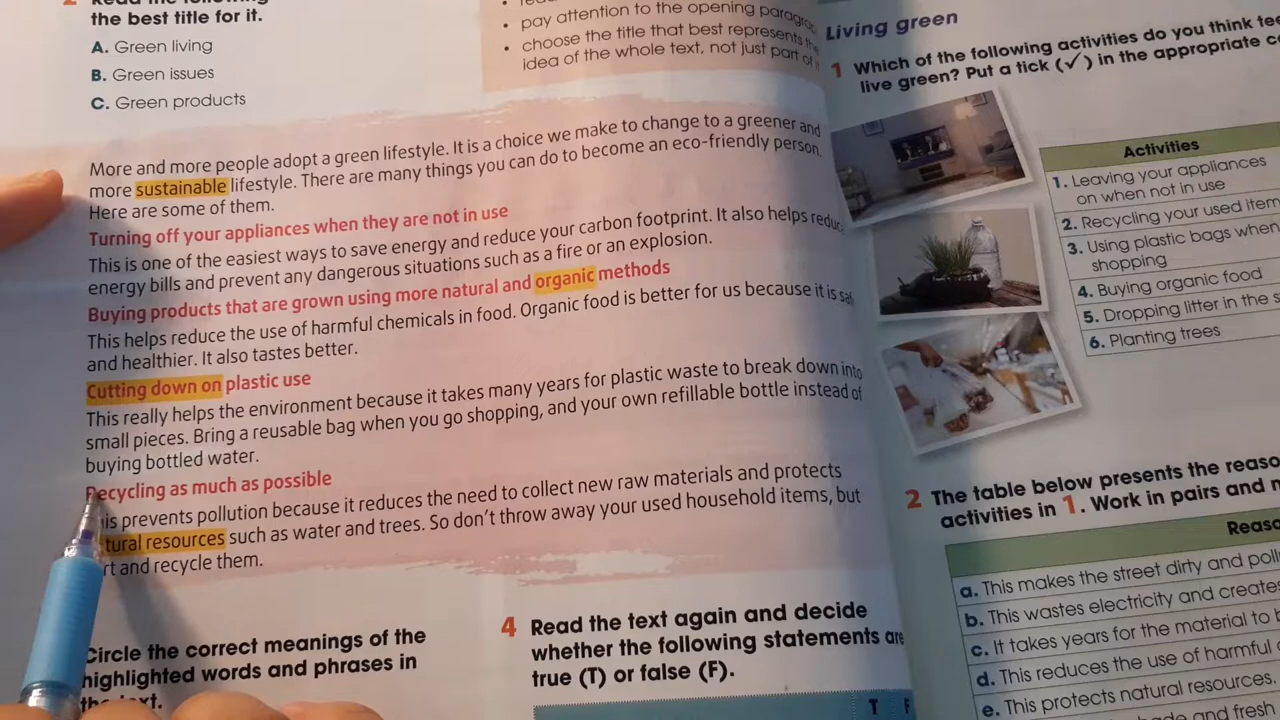 the best title for it.
A. Green living
B. Green issues
C. Green products
pay attention to the opening
choose the title that best represents
idea of the whole text, not just part of
More and more people adopt a green lifestyle. It is a choice we make to change to a greener and
more sustainable lifestyle. There are many things you can do to become an eco-friendly person.
Here are some of them.
Turning off your appliances when they are not in use
This is one of the easiest ways to save energy and reduce your carbon footprint. It also helps
energy bills and prevent any dangerous situations such as a fire or an explosion.
Buying products that are grown using more natural and organic methods
This helps reduce the use of harmful chemicals in food. Organic food is better for us because it is
and healthier. It also tastes better.
Cutting down on plastic use
This really helps the environment because it takes many years for plastic waste to break down into
small pieces. Bring a reusable bag when you go shopping, and your own refillable bottle instead of
buying bottled water.
Recycling as much as possible
prevents pollution because it reduces the need to collect new raw materials and protects
resources such as water and trees. So don't throw away your used household items, but
and recycle them.
Circle the correct meanings of the
highlighted words and phrases in
4 Read the text again and decide
whether the following statements are
true (T) or false (F).
T F
Living green
1 Which of the following activities do you think
live green? Put a tick (✓) in the appropriate
Activities
1. Leaving your appliances
on when not in use
2. Recycling your used
3. Using plastic bags when
shopping
4. Buying organic food
5. Dropping litter in the
6. Planting trees
2 The table below presents the
activities in 1. Work in pairs and
a. This makes the street dirty and
b. This wastes electricity and
c. It takes years for the material to
d. This reduces the use of harmful
e. This protects natural resources.
and fresh